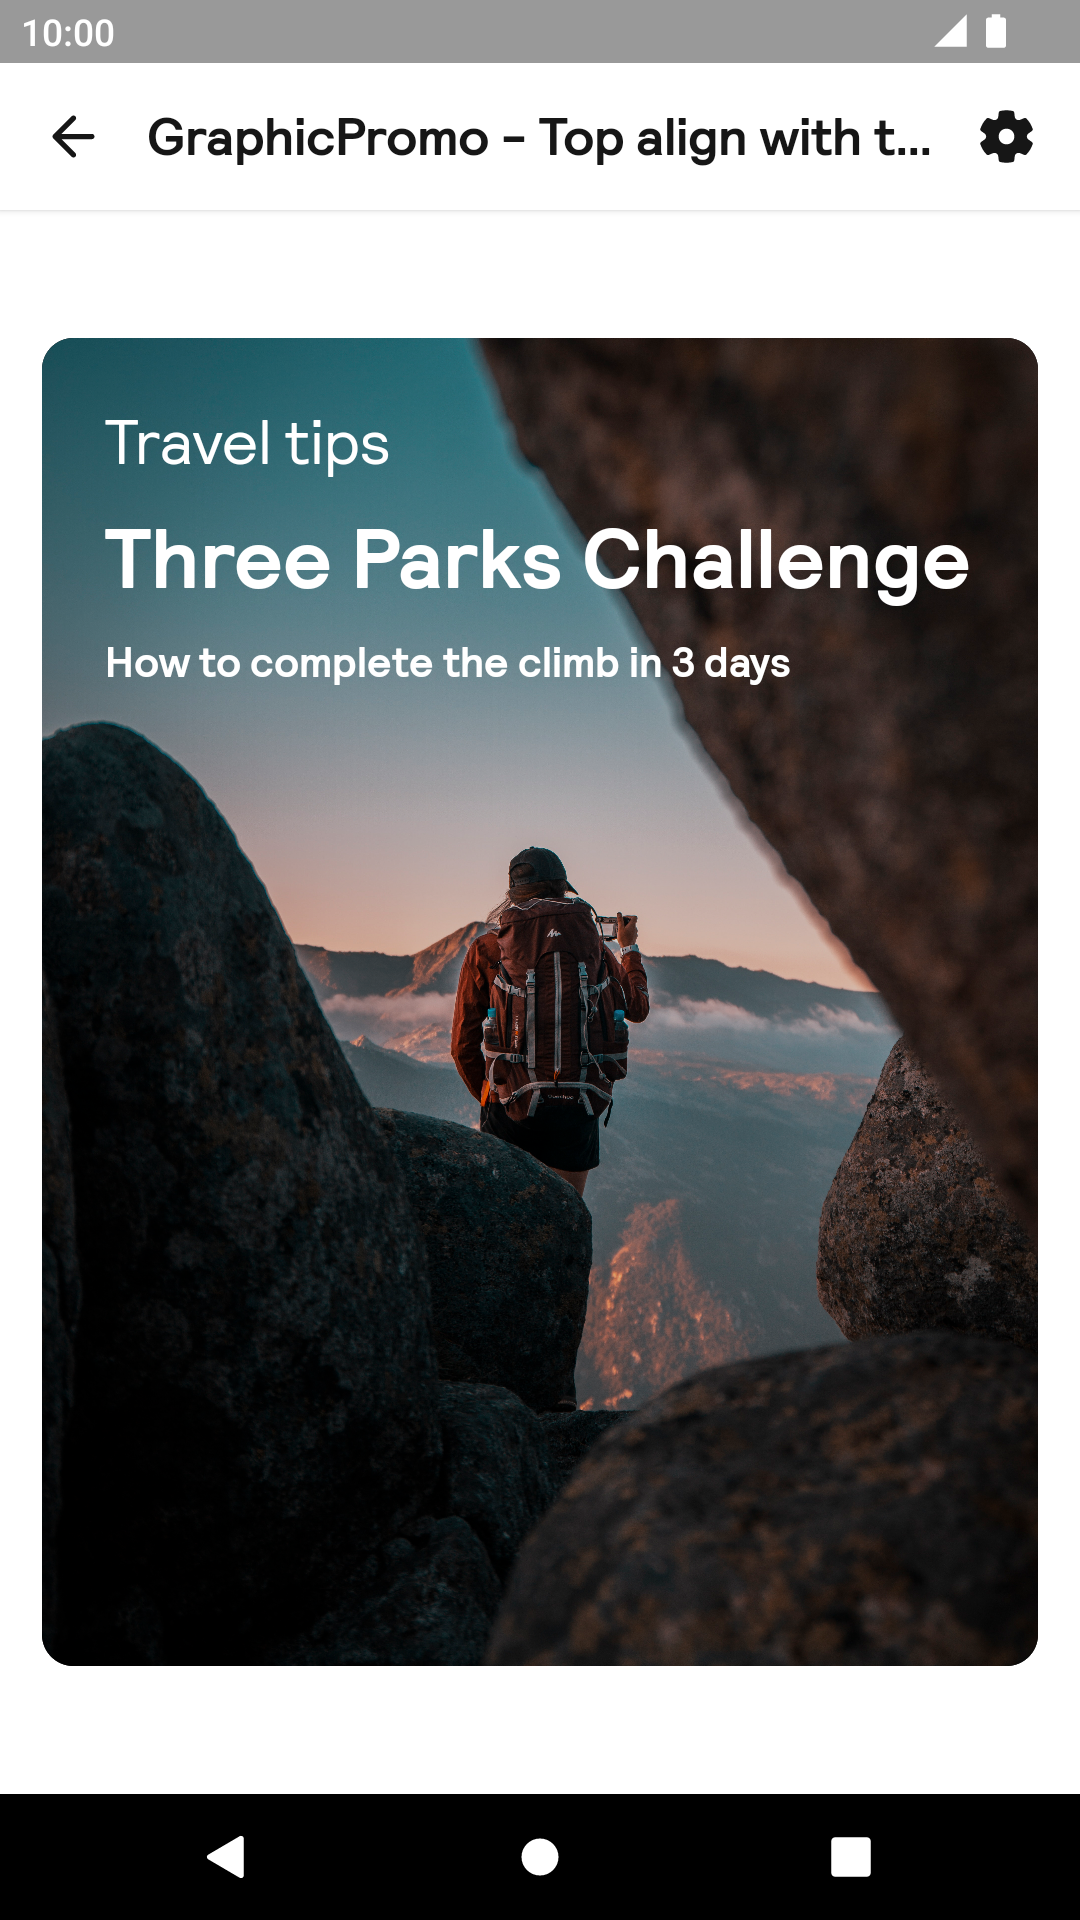 10:00
GraphicPromo - Top align with t...
Travel tips
Three Parks Challenge
How to complete the climb in 3 days